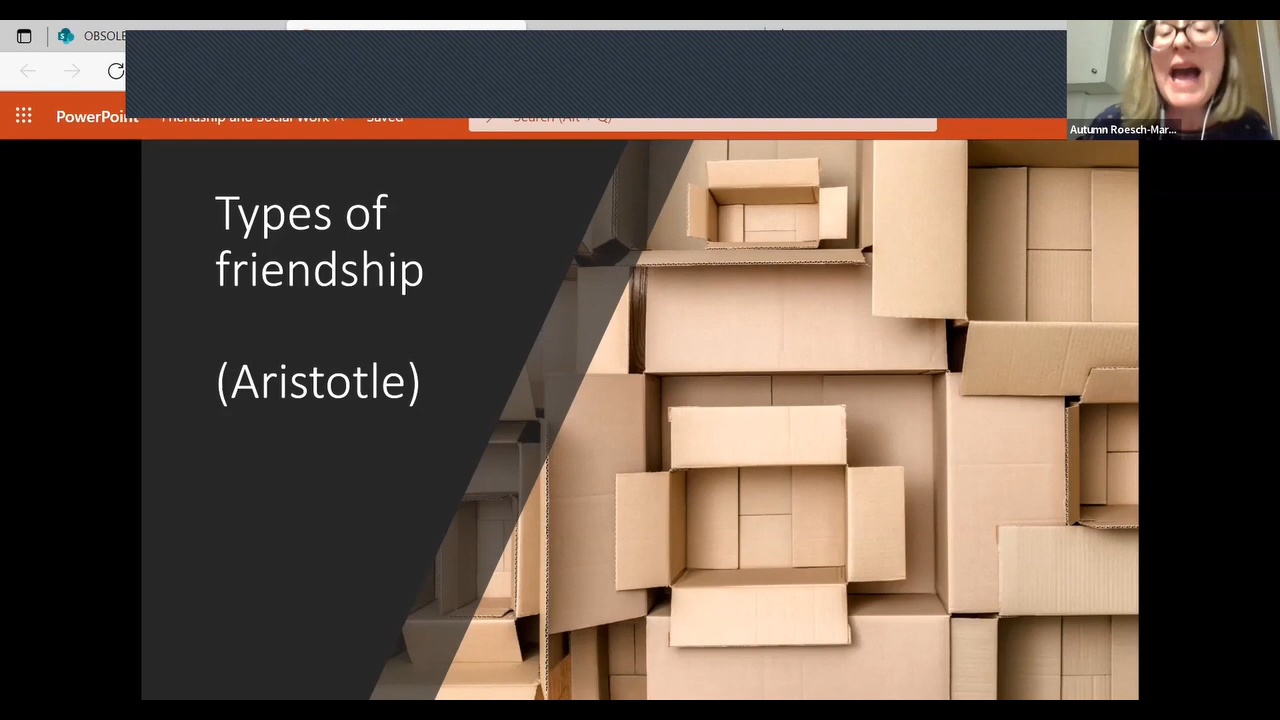 OBSOLE
PowerPoint Friendship and Social Work Saved Search (Alt + Q)
Autumn Roesch-Mar...
Types of
friendship
(Aristotle)